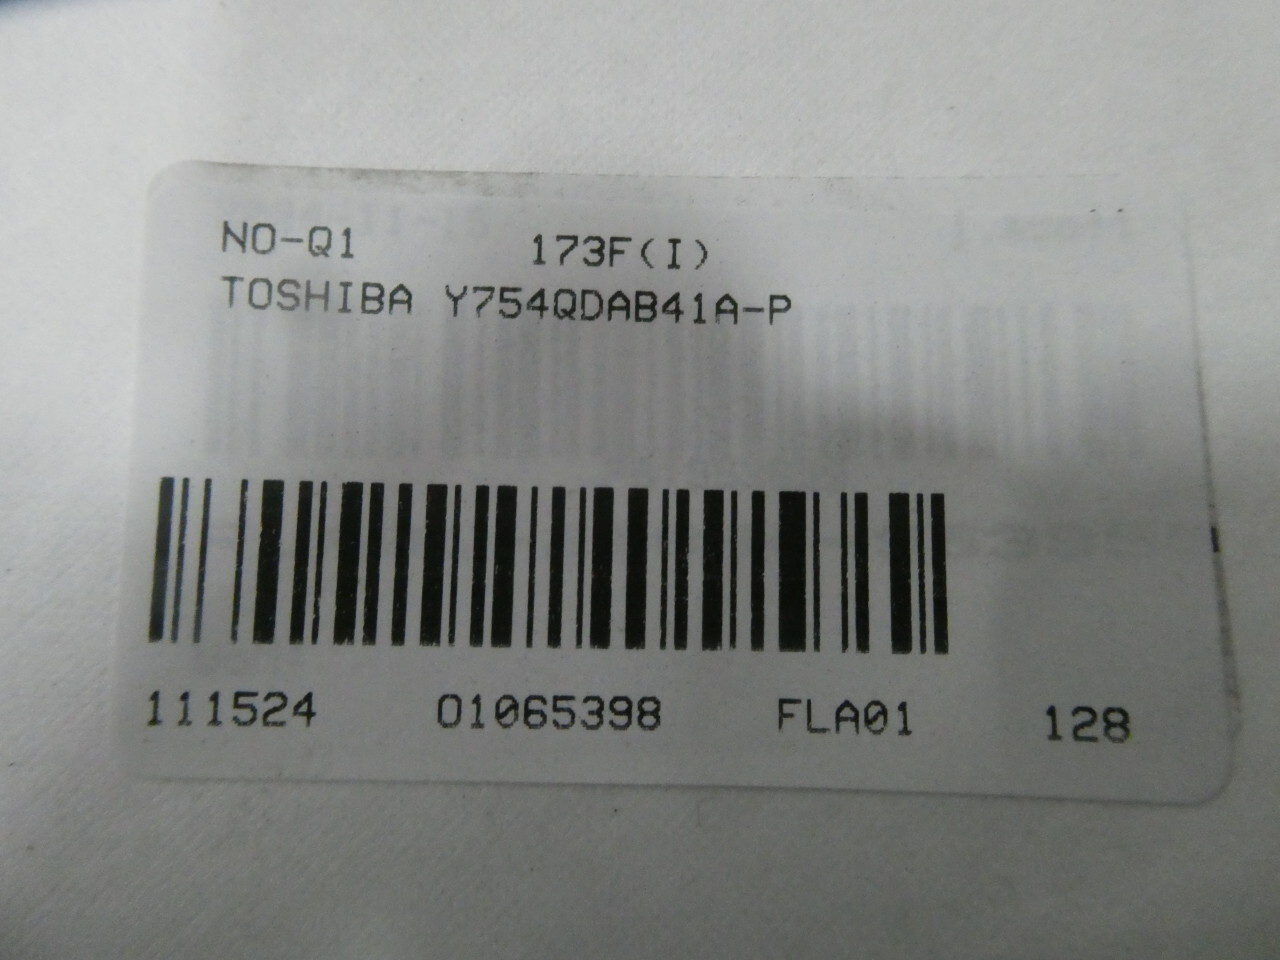 NO-Q1 173F(I)
TOSHIBA Y754QDAB41A-P
111524 01065398 FLA01 128